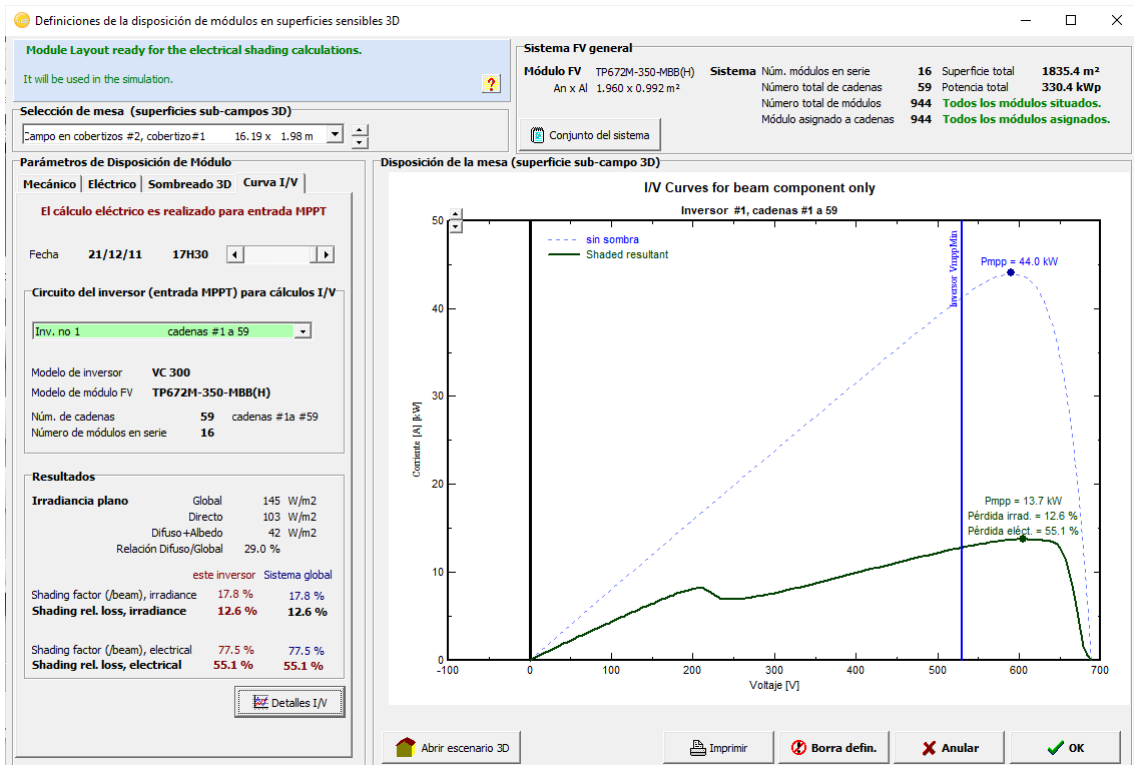 Definiciones de la disposición de módulos en superficies sensibles 3D
Module Layout ready for the electrical shading calculations.
It will be used in the simulation.
?
Selección de mesa (superficies sub-campos 3D)
Campo en cobertizos #2, cobertizo#1 16.19 x 1.98 m
Sistema FV general
Módulo FV TP672M-350-MBB(H) Sistema Núm. módulos en serie 16 Superficie total 1835.4 m²
An x Al 1.960 x 0.992 m² Número total de cadenas 59 Potencia total 330.4 kWp
Número total de módulos 944 Todos los módulos situados.
Módulo asignado a cadenas 944 Todos los módulos asignados.
Conjunto del sistema
Parámetros de Disposición de Módulo
Mecánico Eléctrico Sombreado 3D Curva I/V
El cálculo eléctrico es realizado para entrada MPPT
Fecha 21/12/11 17H30
Circuito del inversor (entrada MPPT) para cálculos I/V
Inv. no 1 cadenas #1 a 59
Modelo de inversor VC 300
Modelo de módulo FV TP672M-350-MBB(H)
Núm. de cadenas 59 cadenas #1a #59
Número de módulos en serie 16
Resultados
Irradiancia plano Global 145 W/m2
Directo 103 W/m2
Difuso+Albedo 42 W/m2
Relación Difuso/Global 29.0 %
este inversor Sistema global
Shading factor (/beam), irradiance 17.8 % 17.8 %
Shading rel. loss, irradiance 12.6 % 12.6 %
Shading factor (/beam), electrical 77.5 % 77.5 %
Shading rel. loss, electrical 55.1 % 55.1 %
Detalles I/V
Disposición de la mesa (superficie sub-campo 3D)
I/V Curves for beam component only
Inversor #1, cadenas #1 a 59
sin sombra
Shaded resultant
Inversor VmppMin
Pmpp = 44.0 kW
Pmpp = 13.7 kW
Pérdida irrad. = 12.6 %
Pérdida eléct. = 55.1 %
Corriente [A] [kW]
50
40
30
20
10
0
-100 0 100 200 300 400 500 600 700
Voltaje [V]
Abrir escenario 3D
Imprimir
Borra defin.
Anular
OK